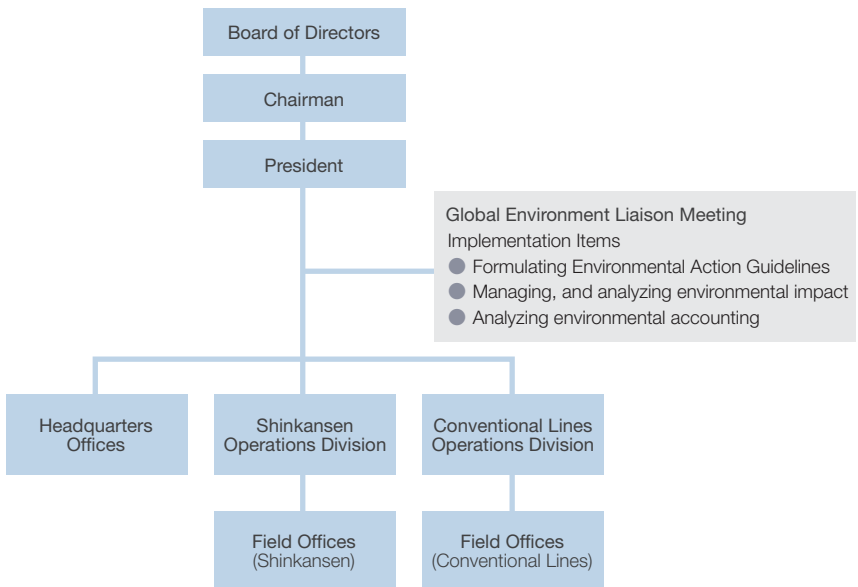 Board of Directors
Chairman
President
Global Environment Liaison Meeting
Implementation Items
● Formulating Environmental Action Guidelines
● Managing, and analyzing environmental impact
● Analyzing environmental accounting
Headquarters
Offices
Shinkansen
Operations Division
Conventional Lines
Operations Division
Field Offices
(Shinkansen)
Field Offices
(Conventional Lines)